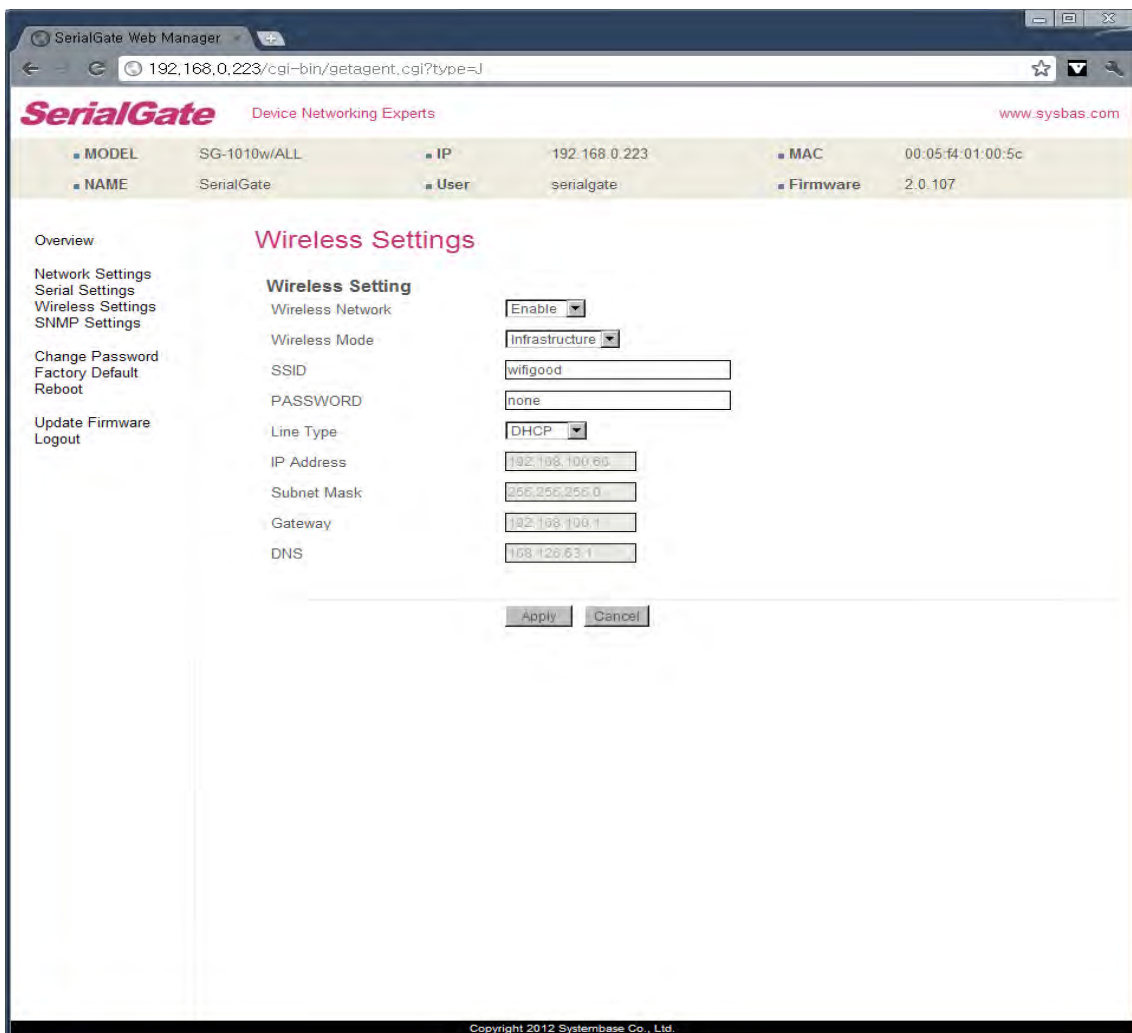 SerialGate Web Manager
192,168,0,223/cgi-bin/getagent,cgi?type=J
SerialGate Device Networking Experts www.sysbas.com
MODEL SG-1010w/ALL IP 192.168.0.223 MAC 00:05:f4:01:00:5c
NAME SerialGate User serialgate Firmware 2.0.107
Overview
Network Settings
Serial Settings
Wireless Settings
SNMP Settings
Change Password
Factory Default
Reboot
Update Firmware
Logout
Wireless Settings
Wireless Setting
Wireless Network Enable
Wireless Mode Infrastructure
SSID wifigood
PASSWORD none
Line Type DHCP
IP Address 192.168.100.66
Subnet Mask 255.255.255.0
Gateway 192.168.100.1
DNS 168.126.63.1
Apply Cancel
Copyright 2012 Systembase Co., Ltd.